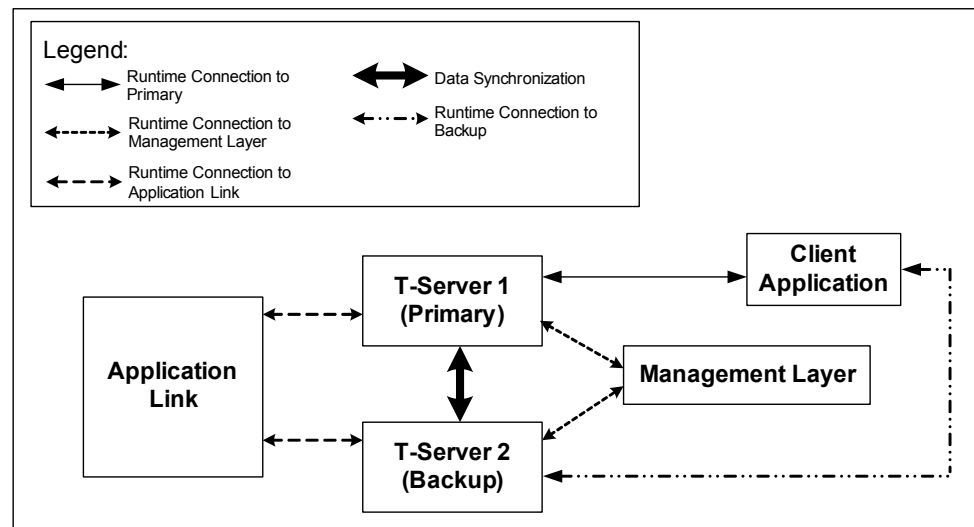 Legend:
Runtime Connection to
Primary
Runtime Connection to
Management Layer
Runtime Connection to
Application Link
Data Synchronization
Runtime Connection to
Backup
Application
Link
T-Server 1
(Primary)
T-Server 2
(Backup)
Client
Application
Management Layer